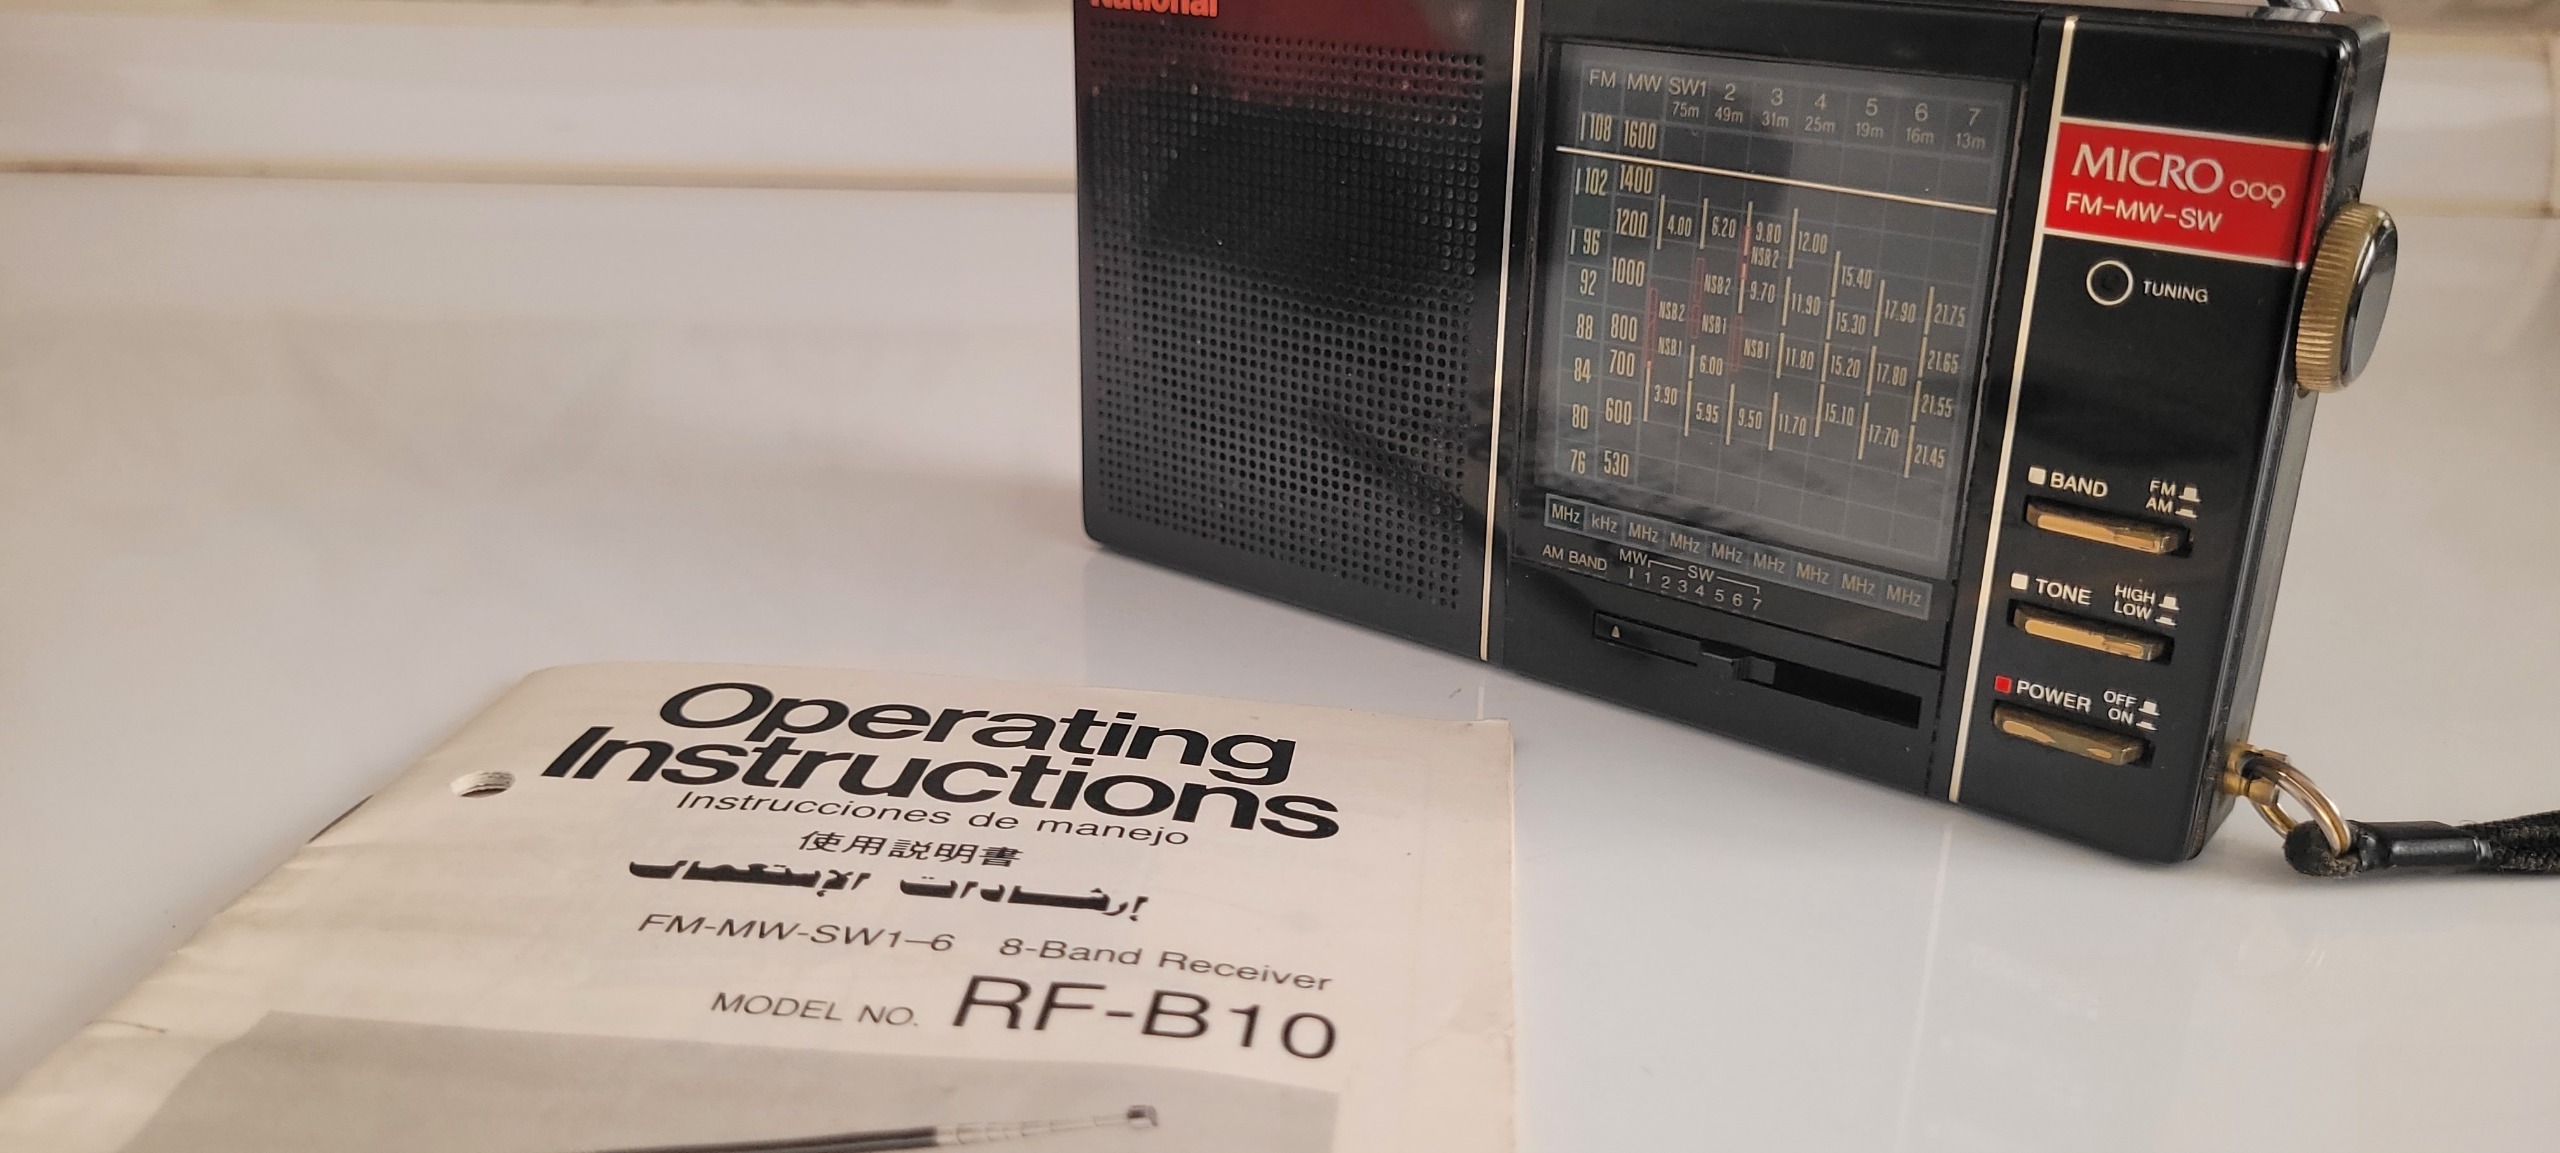 National
FM MW SW1 2 3 4 5 6 7
75m 49m 31m 25m 19m 16m 13m
108 1600
102 1400
1200 4.00 6.20 9.80 12.00
96 NSB2
1000 15.40
92 NSB2 9.70 11.90 17.90 21.75
88 800 NSB2 NSB1 15.30
700 NSB1 NSB1 11.80 15.20 17.80 21.65
84 6.00
600 3.90 5.95 9.50 11.70 15.10 17.70 21.55
80
76 530 21.45
MHz kHz MHz MHz MHz MHz MHz MHz MHz
AM BAND MW SW
1 2 3 4 5 6 7
MICRO 009
FM-MW-SW
TUNING
BAND FM
AM
TONE HIGH
LOW
POWER OFF
ON
Operating
Instructions
Instrucciones de manejo
使用説明書
إرشادات الإستعمال
FM-MW-SW1–6 8-Band Receiver
MODEL NO. RF-B10